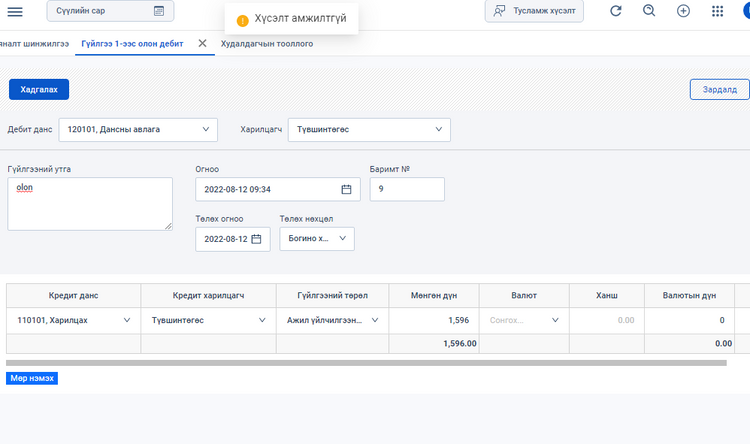 Сүүлийн сар
Хүсэлт амжилтгүй
Тусламж хүсэлт
Гүйлгээ 1-ээс олон дебит
Худалдагчын тооллого
Хадгалах
Зардалд
Дебит данс
120101, Дансны авлага
Харилцагч
Түвшинтөгөс
Гүйлгээний утга
Огноо
Баримт №
olon
2022-08-12 09:34
9
Төлөх огноо
Төлөх нөхцөл
2022-08-12
Богино х...
Кредит данс
Кредит харилцагч
Гүйлгээний төрөл
Мөнгөн дүн
Валют
Ханш
Валютын дүн
110101, Харилцах
Түвшинтөгөс
Ажил үйлчилгээн...
1,596
Сонгох...
0.00
0
1,596.00
0.00
Мөр нэмэх